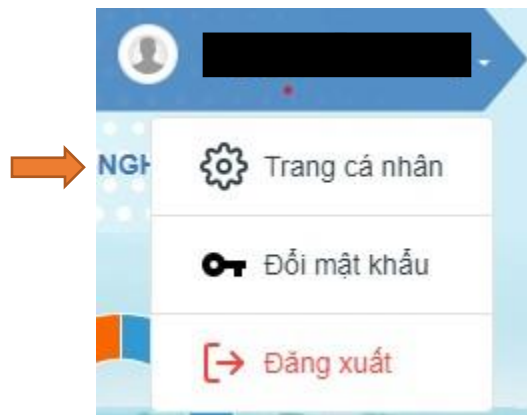 NGH
Trang cá nhân
Đổi mật khẩu
Đăng xuất